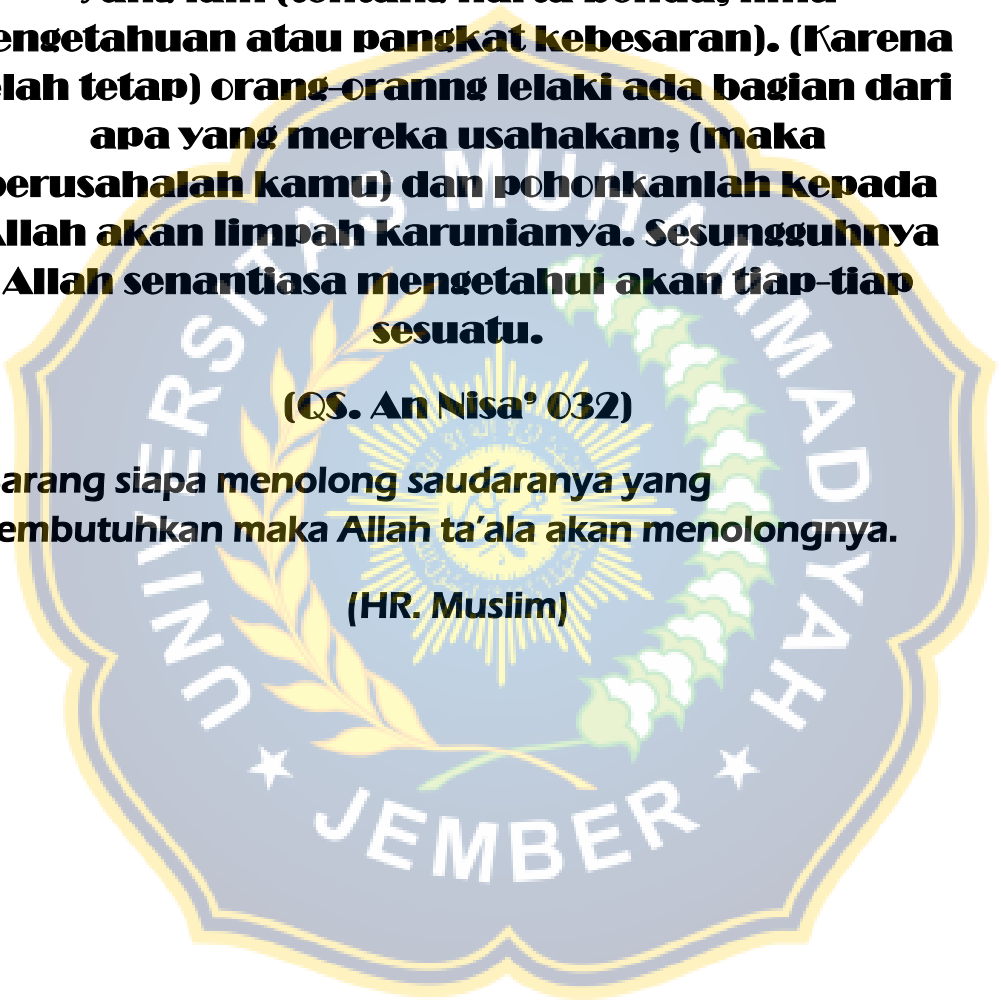 engetahuan atau pangkat kebesaran). (Karena
elah tetap) orang-oranng lelaki ada bagian dari
apa yang mereka usahakan; (maka
berusahalah kamu) dan pohonkanlah kepada
Allah akan limpah karunianya. Sesungguhnya
Allah senantiasa mengetahui akan tiap-tiap
sesuatu.
(QS. An Nisa' 032)
arang siapa menolong saudaranya yang
embutuhkan maka Allah ta'ala akan menolongnya.
(HR. Muslim)
UNIVERSITAS MUHAMMADIYAH
JEMBER